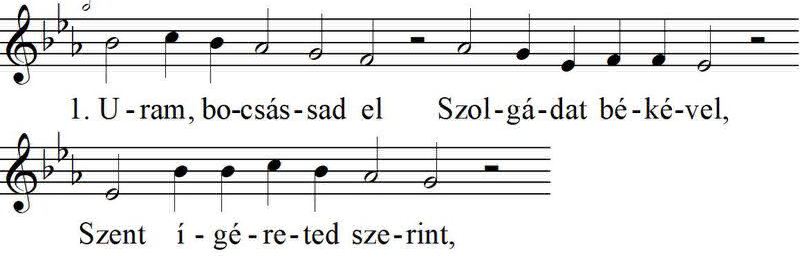 1. U-ram, bo-csás-sad el Szol-gá-dat bé-ké-vel,
Szent í-gé-re-ted sze-rint,